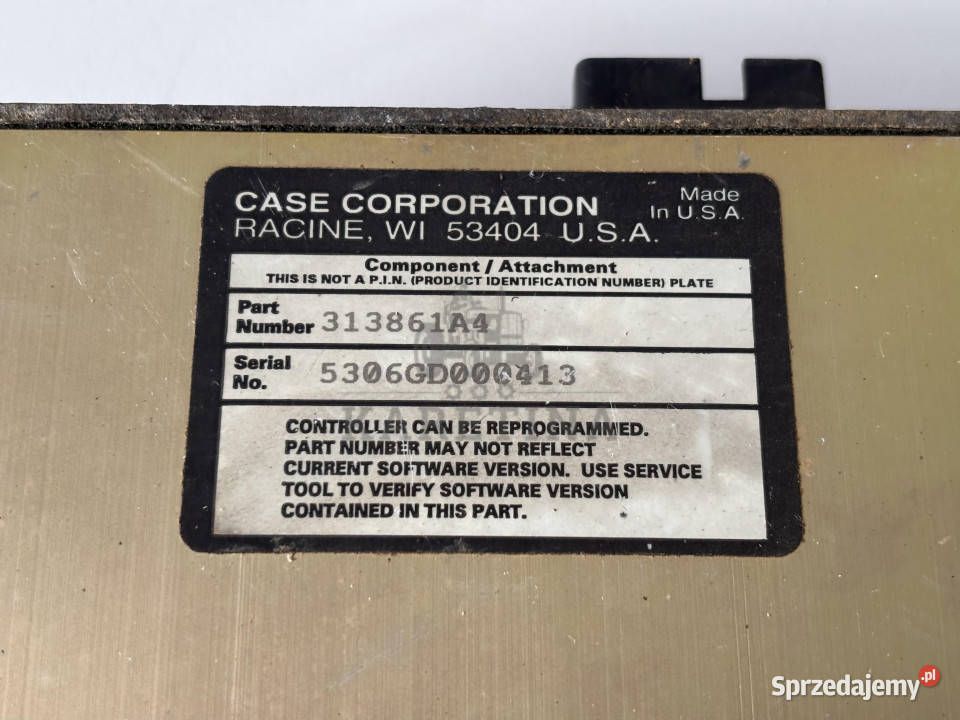 CASE CORPORATION
Made
In U.S.A.
RACINE, WI 53404 U.S.A.
Component / Attachment
THIS IS NOT A P.I.N. (PRODUCT IDENTIFICATION NUMBER) PLATE
Part
Number 313861A4
Serial
No. 5306GD000413
KARETINA
CONTROLLER CAN BE REPROGRAMMED.
PART NUMBER MAY NOT REFLECT
CURRENT SOFTWARE VERSION. USE SERVICE
TOOL TO VERIFY SOFTWARE VERSION
CONTAINED IN THIS PART.
Sprzedajemy.pl